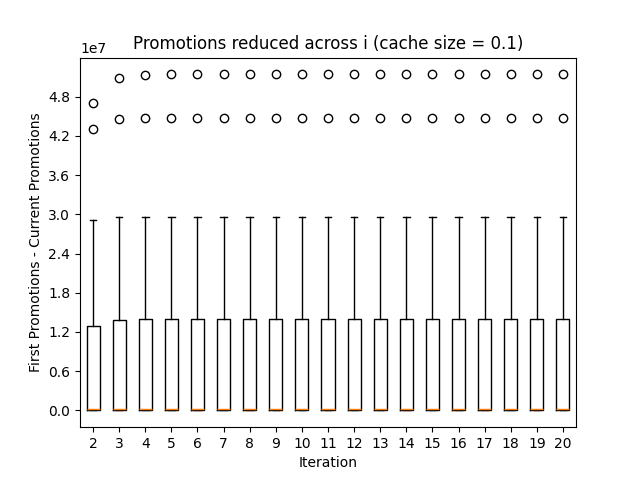 Promotions reduced across i (cache size = 0.1)
1e7
First Promotions - Current Promotions
4.8
4.2
3.6
3.0
2.4
1.8
1.2
0.6
0.0
2 3 4 5 6 7 8 9 10 11 12 13 14 15 16 17 18 19 20
Iteration